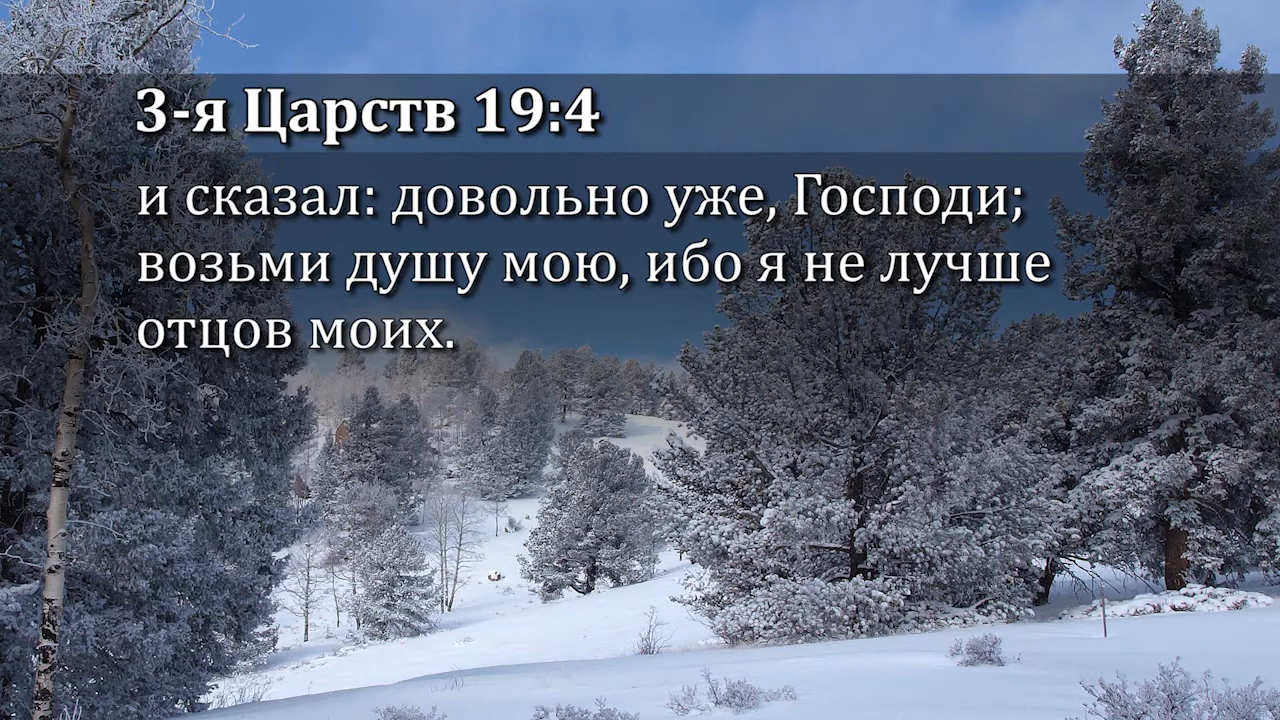 3-я Царств 19:4
и сказал: довольно уже, Господи;
возьми душу мою, ибо я не лучше
отцов моих.